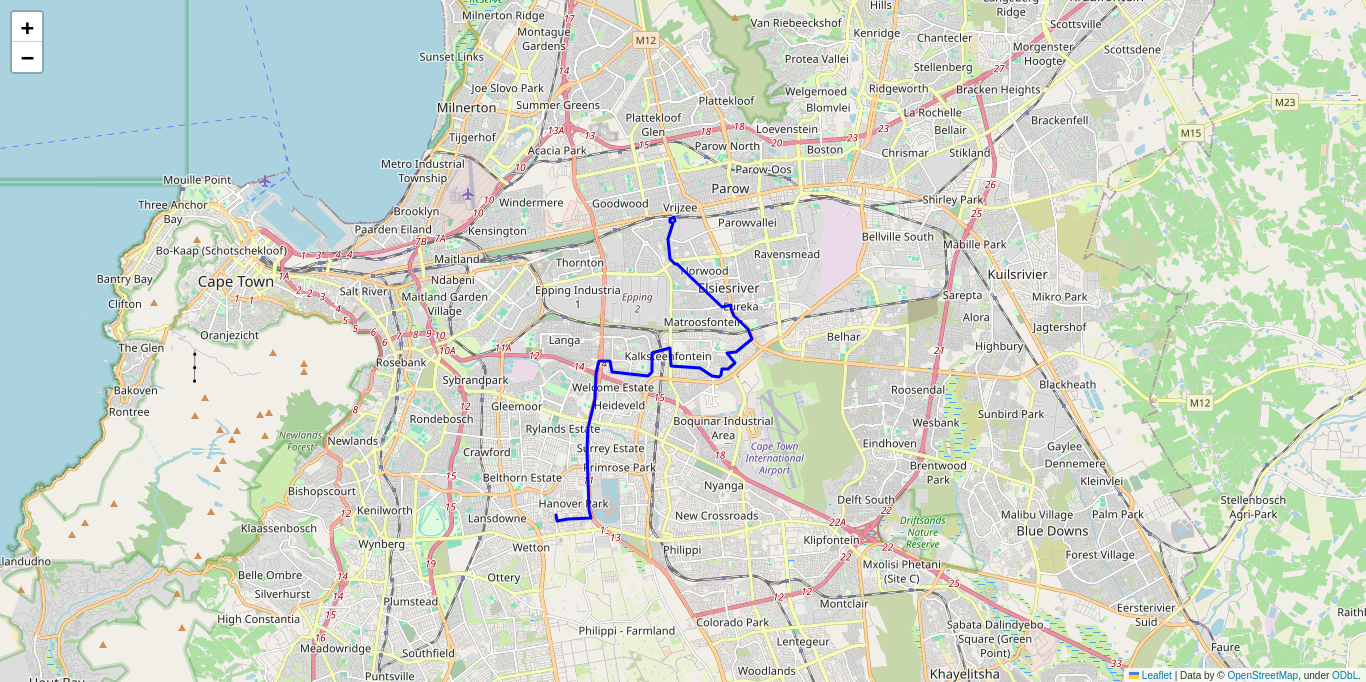 +
−
Milnerton Ridge
Montague
Gardens
M12
Van Riebeeckshof
Hills
Kenridge
Chantecler
Ridge
Scottsville
Scottsdene
Morgenster
Hoogte
Sunset Links
Protea Vallei
Stellenberg
Joe Slovo Park
Summer Greens
Plattekloof
Welgemoed
Ridgeworth
Bracken Heights
M23
Milnerton
Plattekloof
Glen
Blomvlei
La Rochelle
Brackenfell
Tijgerhof
Loevenstein
Bellair
M15
Acacia Park
Parow North
Boston
Chrismar
Stikland
Metro Industrial
Township
Parow-Oos
Mouille Point
Parow
Three Anchor
Bay
Brooklyn
Windermere
Goodwood
Vrijzee
Shirley Park
Paarden Eiland
Kensington
Parowvallei
Bellville South
Mabille Park
Bo-Kaap (Schotschekloof)
Maitland
Thornton
Norwood
Ravensmead
Kuilsrivier
Bantry Bay
Cape Town
Ndabeni
Epping Industria
1
Epping
2
Elsiesriver
Sarepta
Mikro Park
Clifton
Salt River
Maitland Garden
Village
Eureka
Alora
Jagtershof
Oranjezicht
Matroosfontein
Belhar
The Glen
Langa
Highbury
Rosebank
Kalksteenfontein
Bakoven
Sybrandpark
Welcome Estate
Roosendal
Blackheath
Rontree
Gleemoor
Heideveld
M12
Rondebosch
Rylands Estate
Boquinar Industrial
Area
Sunbird Park
Wesbank
Newlands
Forest
Newlands
Crawford
Surrey Estate
Cape Town
International
Airport
Eindhoven
Gaylee
Primrose Park
Brentwood
Park
Dennemere
Bishopscourt
Belthorn Estate
Nyanga
Kleinvlei
Kenilworth
Hanover Park
Delft South
Stellenbosch
Agri-Park
Klaassenbosch
Lansdowne
New Crossroads
Malibu Village
Palm Park
Driftsands
Nature
Reserve
Blue Downs
Wynberg
Wetton
Philippi
Klipfontein
Forest Village
Belle Ombre
Ottery
Mxolisi Phetani
(Site C)
Silverhurst
Plumstead
Montclair
Eersterivier
Suid
High Constantia
Philippi - Farmland
Colorado Park
Sabata Dalindyebo
Square (Green
Point)
Meadowridge
Southfield
Lentegeur
Faure
Puntsville
Woodlands
Khayelitsha
Leaflet | Data by © OpenStreetMap, under ODbL.